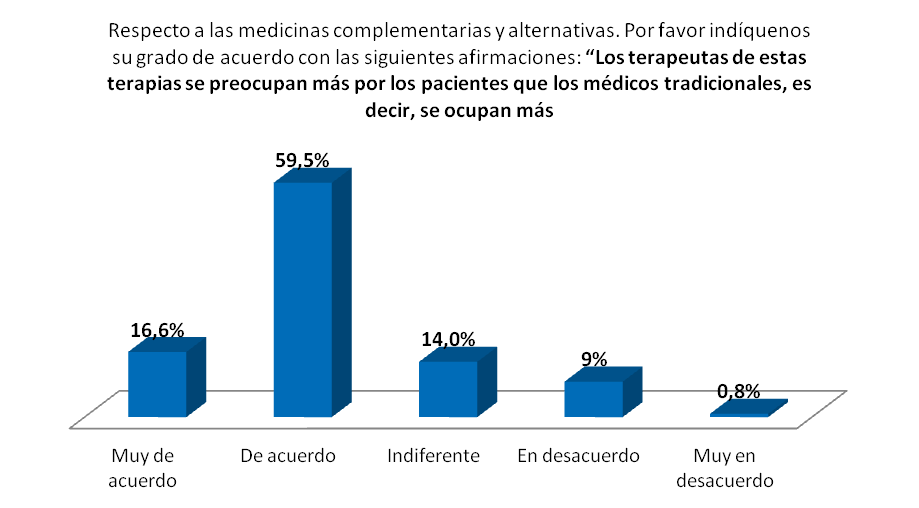 Respecto a las medicinas complementarias y alternativas. Por favor indíquenos
su grado de acuerdo con las siguientes afirmaciones: “Los terapeutas de estas
terapias se preocupan más por los pacientes que los médicos tradicionales, es
decir, se ocupan más
59,5%
16,6%
14,0%
9%
0,8%
Muy de
acuerdo
De acuerdo
Indiferente
En desacuerdo
Muy en
desacuerdo